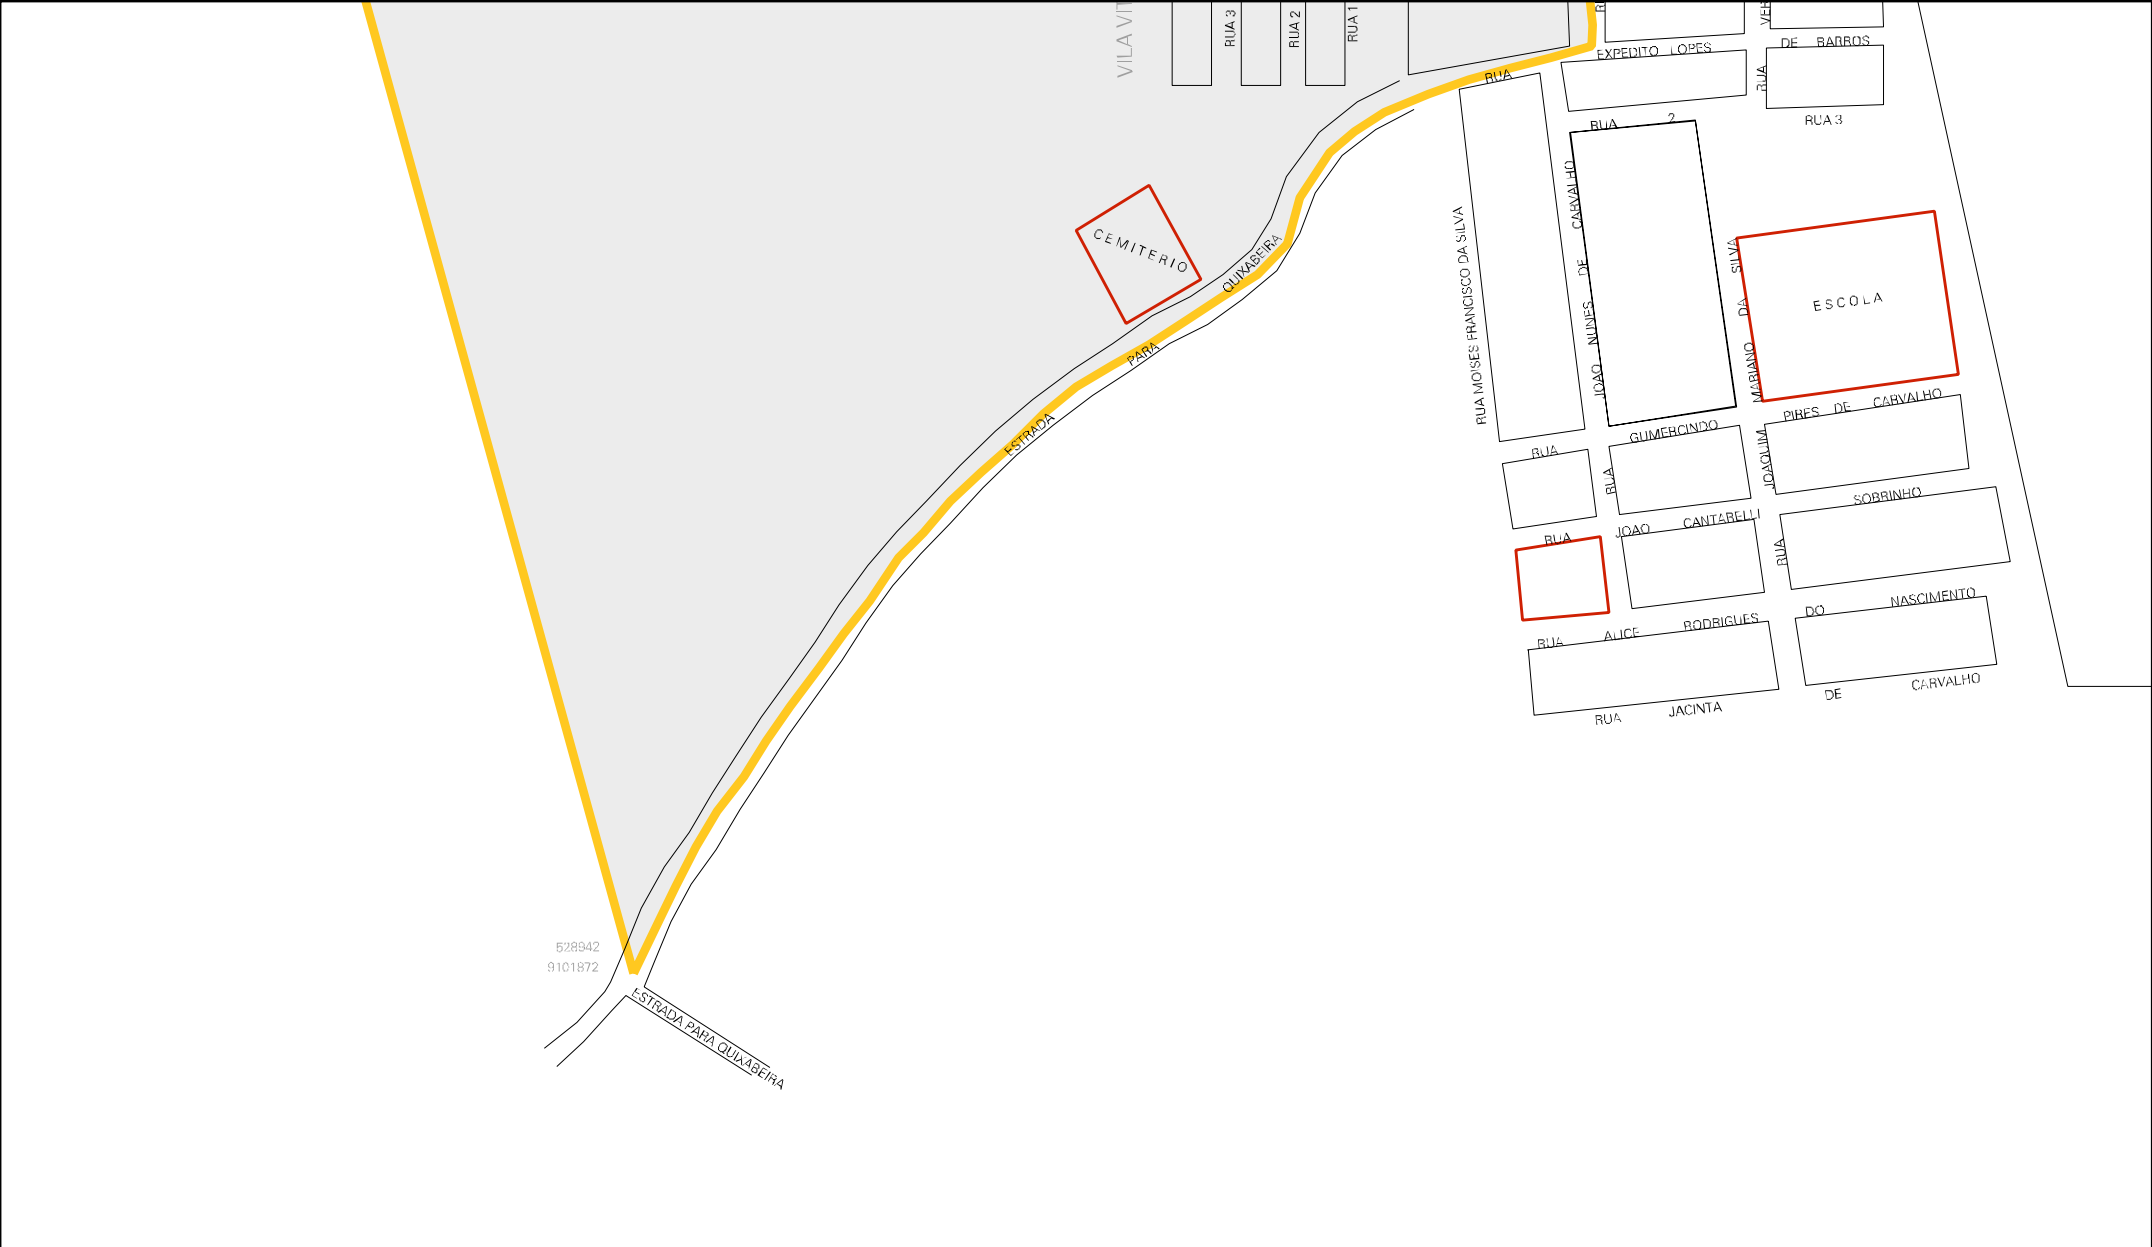 VILA VIT
RUA 3
RUA 2
RUA 1
EXPEDITO LOPES
DE BARROS
RUA
RUA
RUA 2
RUA 3
CEMITERIO
ESTRADA PARA QUIXABEIRA
RUA MOISES FRANCISCO DA SILVA
RUA JOAO NUNES DE CARVALHO
RUA JOAQUIM MARIANO DA SILVA
ESCOLA
RUA GUMERCINDO PIRES DE CARVALHO
RUA JOAO CANTARELLI SOBRINHO
RUA ALICE RODRIGUES DO NASCIMENTO
RUA JACINTA DE CARVALHO
528942
9101872
ESTRADA PARA QUIXABEIRA